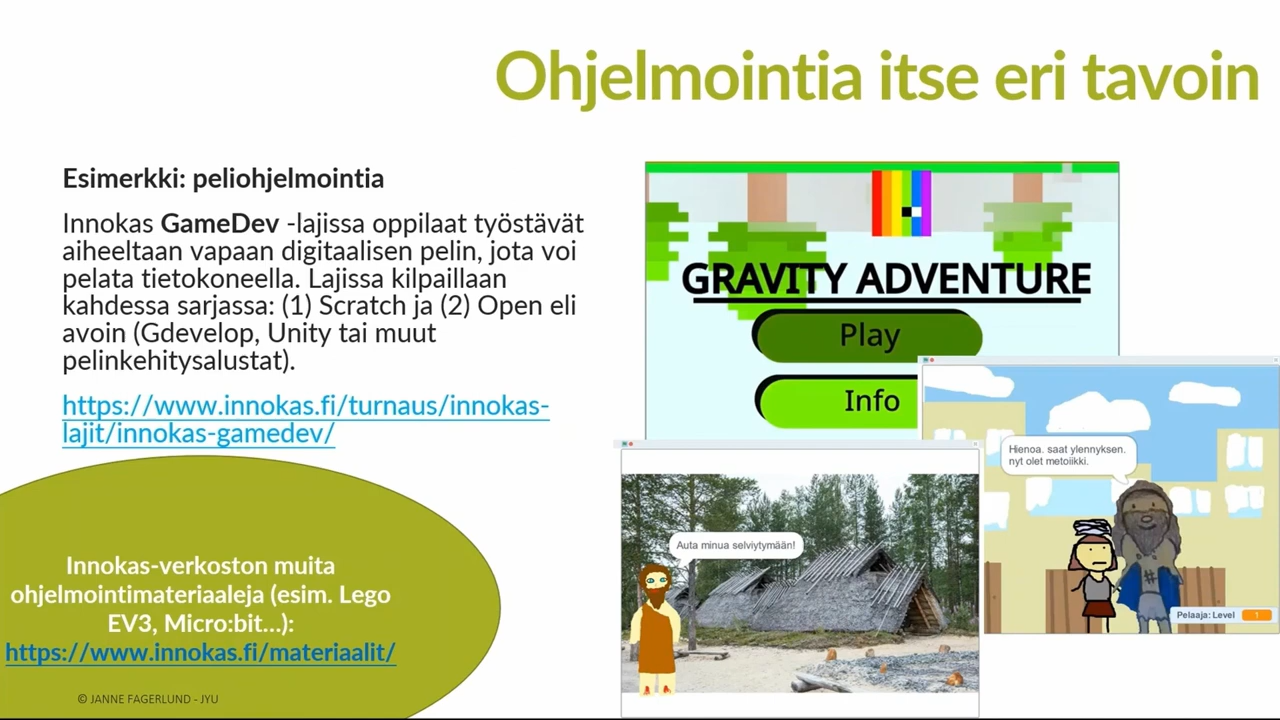 Ohjelmointia itse eri tavoin
Esimerkki: peliohjelmointia
Innokas GameDev -lajissa oppilaat työstävät
aiheeltaan vapaan digitaalisen pelin, jota voi
pelata tietokoneella. Lajissa kilpaillaan
kahdessa sarjassa: (1) Scratch ja (2) Open eli
avoin (Gdevelop, Unity tai muut
pelinkehitysalustat).
https://www.innokas.fi/turnaus/innokas-
lajit/innokas-gamedev/
Innokas-verkoston muita
ohjelmointimateriaaleja (esim. Lego
EV3, Micro:bit...):
https://www.innokas.fi/materiaalit/
© JANNE FAGERLUND - JYU
GRAVITY ADVENTURE
Play
Info
Hienoa. saat ylennyksen.
nyt olet metoiikki.
Pelaaja: Level 1
Auta minua selviytymään!